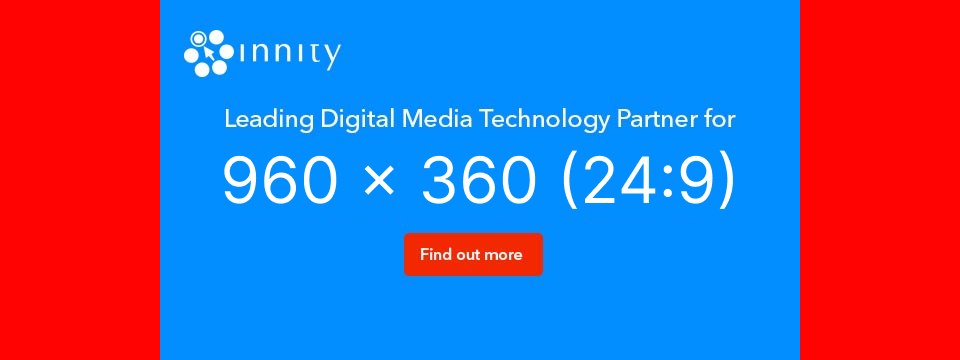 innity
Leading Digital Media Technology Partner for
960 × 360 (24:9)
Find out more